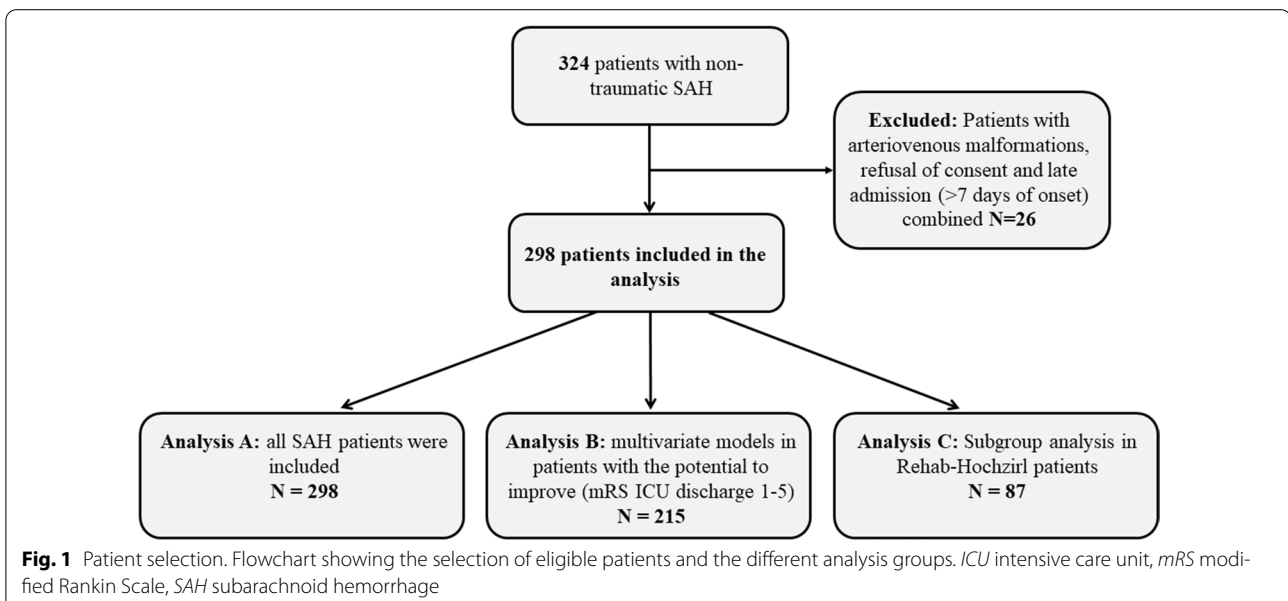 324 patients with non-
traumatic SAH
Excluded: Patients with
arteriovenous malformations,
refusal of consent and late
admission (>7 days of onset)
combined N=26
298 patients included in the
analysis
Analysis A: all SAH patients were
included
N = 298
Analysis B: multivariate models in
patients with the potential to
improve (mRS ICU discharge 1-5)
N = 215
Analysis C: Subgroup analysis in
Rehab-Hochzirl patients
N = 87
Fig. 1 Patient selection. Flowchart showing the selection of eligible patients and the different analysis groups. ICU intensive care unit, mRS modi-
fied Rankin Scale, SAH subarachnoid hemorrhage